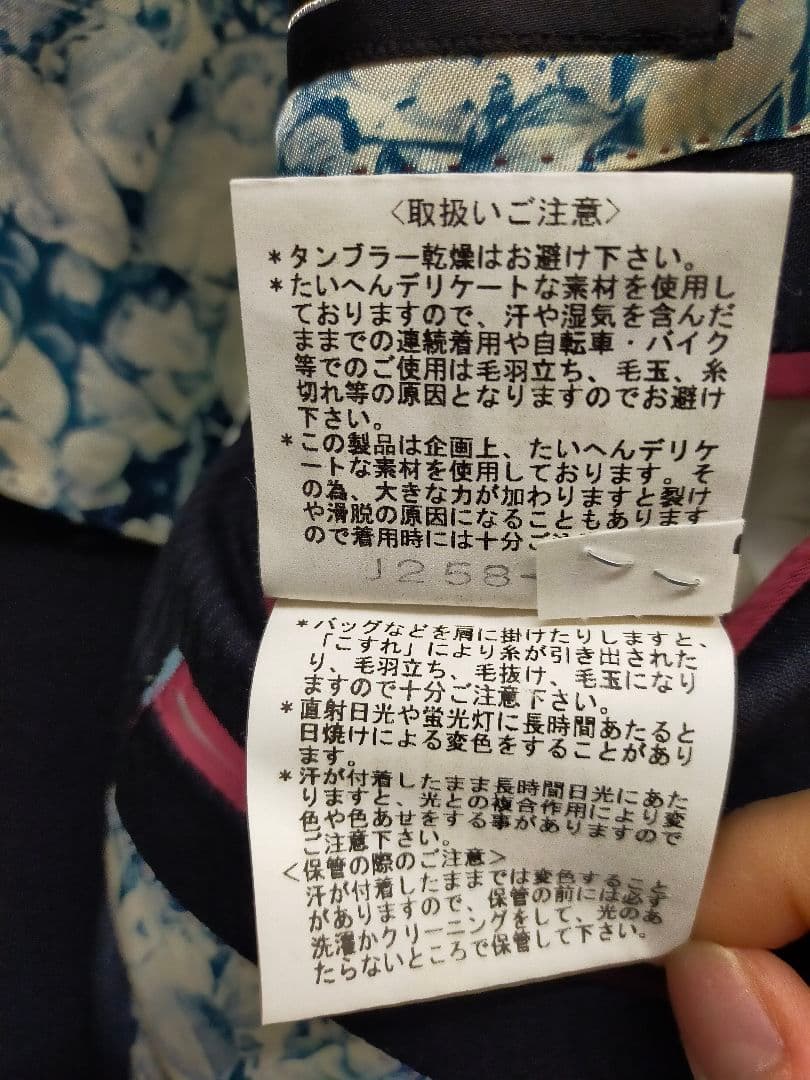 〈取扱いご注意〉
＊タンブラー乾燥はお避け下さい。
＊たいへんデリケートな素材を使用し
ておりますので、汗や湿気を含んだ
ままでの連続着用や自転車・バイク
等でのご使用は毛羽立ち、毛玉、糸
切れ等の原因となりますのでお避け
下さい。
＊この製品は企画上、たいへんデリケ
ートな素材を使用しております。そ
の為、大きな力が加わりますと裂け
や滑脱の原因になることもあります
ので着用時には十分ご
J258-
＊バッグなどを肩に掛けたりしますと、
「こすれ」により糸が引き出された
り、毛羽立ち、毛抜け、毛玉になり
ますので十分ご注意下さい。
＊直射日光や蛍光灯に長時間あたると
日焼けによる変色をすることがあり
ます。
＊汗が付着したまま長時間日光にあた
りますと、光との複合作用により変
色や色あせをする事がありますので
ご注意下さい。
〈保管の際のご注意〉
汗が付着したままでは変色すること
がありますので、保管の前には必ず
洗濯かクリーニングをして、光のあ
たらないところで保管して下さい。